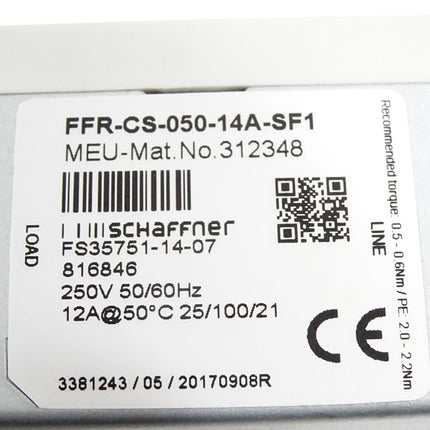 FFR-CS-050-14A-SF1
MEU-Mat.No.312348
schaffner
FS35751-14-07
816846
250V 50/60Hz
12A@50°C 25/100/21
3381243 / 05 / 20170908R
LOAD
LINE
Recommended torque: 0.5 - 0.6Nm / PE: 2.0 - 2.2Nm
CE